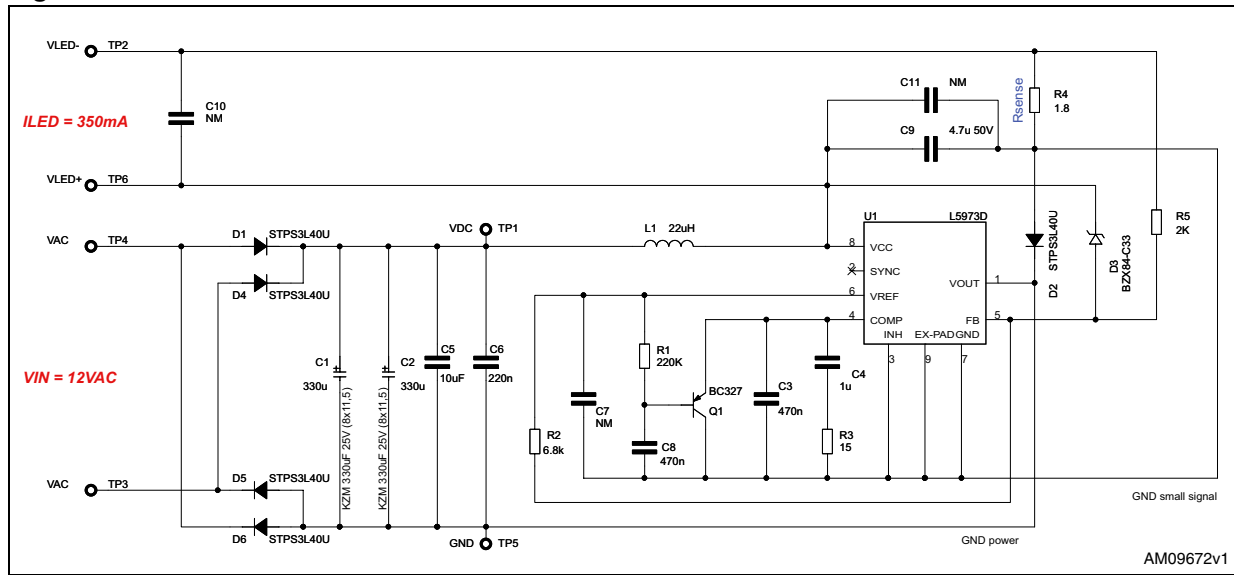 VLED- TP2
C10
NM
ILED = 350mA
C11 NM
C9 4.7u 50V
Rsense
R4
1.8
VLED+ TP6
VAC TP4
D1 STPS3L40U
D4 STPS3L40U
VDC TP1
L1 22uH
U1 L5973D
8 VCC
2 SYNC
6 VREF
4 COMP
VOUT 1
FB 5
INH EX-PAD GND
3 9 7
D2 STPS3L40U
D3
BZX84-C33
R5
2K
VIN = 12VAC
C1
330u
KZM 330uF 25V (8x11,5)
C2
330u
KZM 330uF 25V (8x11,5)
C5
10uF
C6
220n
R2
6.8k
C7
NM
R1
220K
C8
470n
BC327
Q1
C3
470n
C4
1u
R3
15
VAC TP3
D5 STPS3L40U
D6 STPS3L40U
GND TP5
GND small signal
GND power
AM09672v1